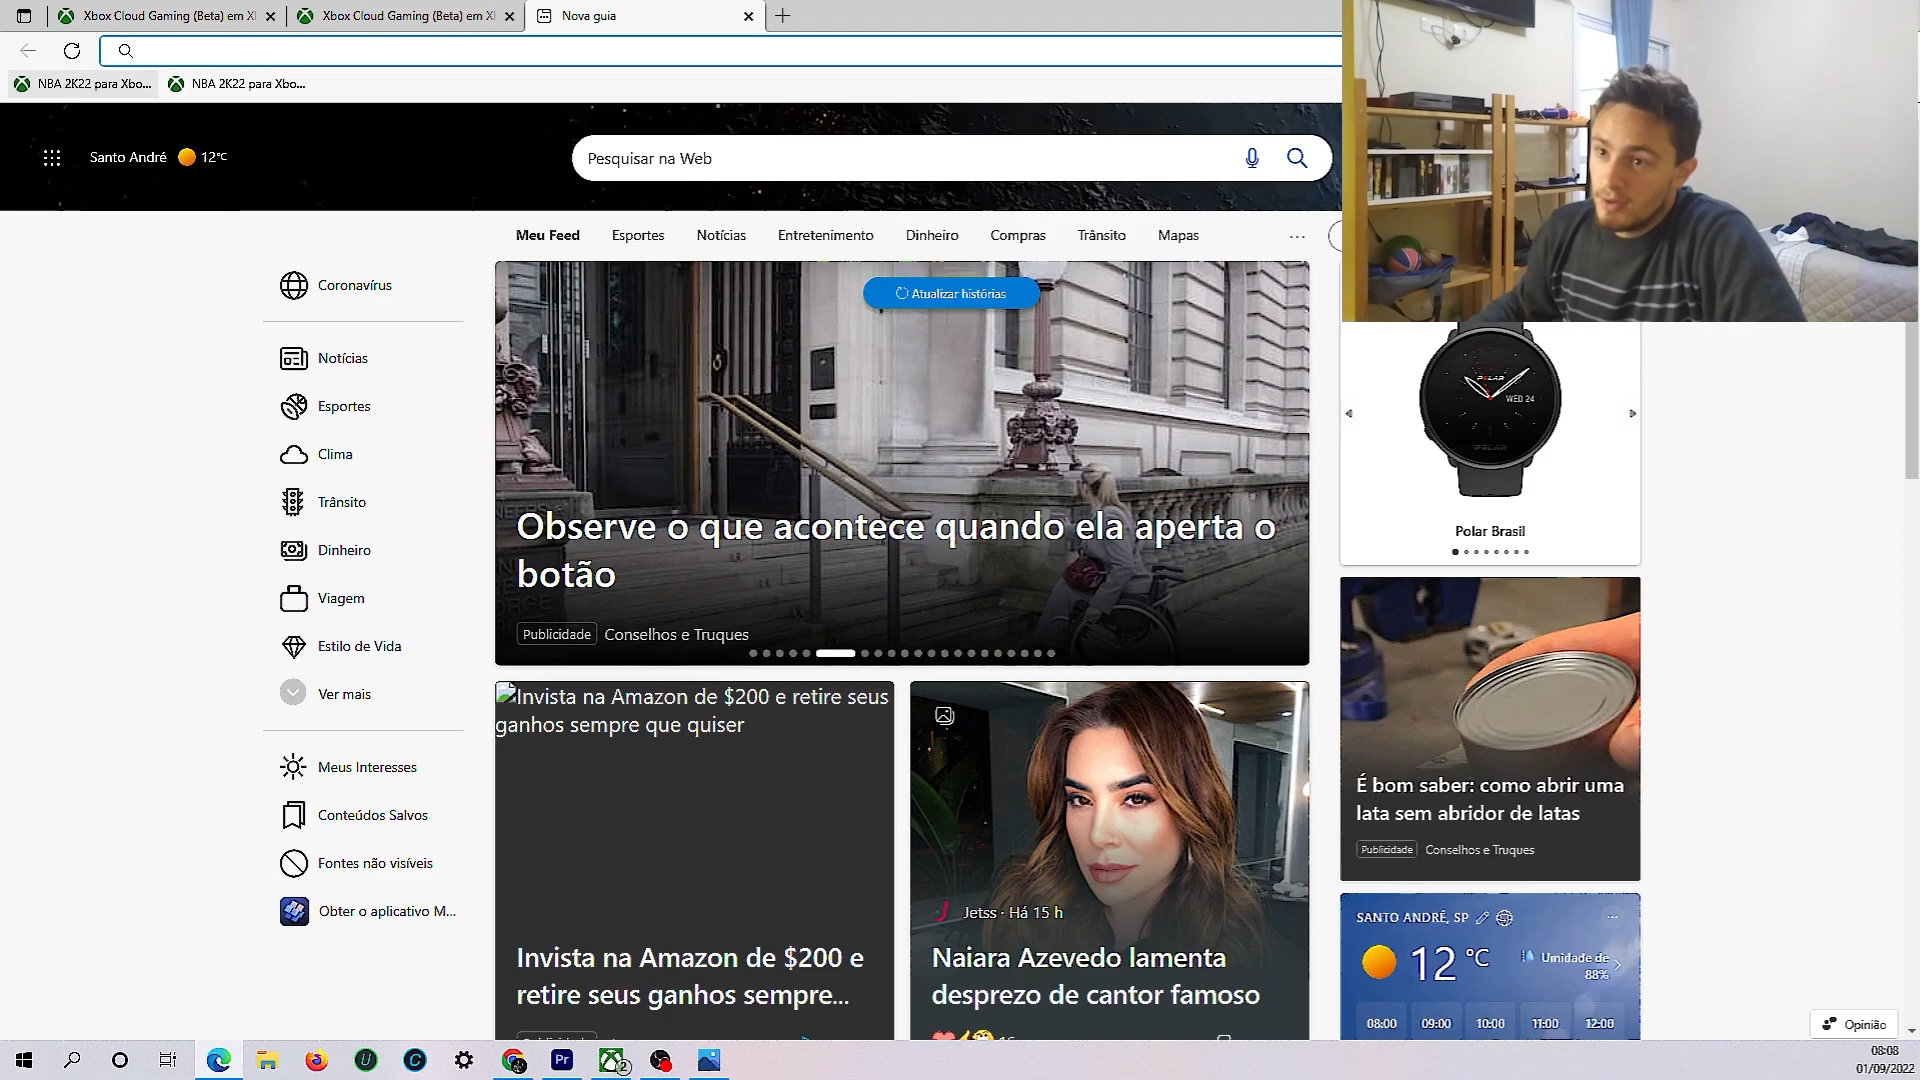 Xbox Cloud Gaming (Beta) em X
Xbox Cloud Gaming (Beta) em X
Nova guia
NBA 2K22 para Xbo...
NBA 2K22 para Xbo...
Santo André 12°C
Pesquisar na Web
Meu Feed Esportes Notícias Entretenimento Dinheiro Compras Trânsito Mapas
Coronavírus
Notícias
Esportes
Clima
Trânsito
Dinheiro
Viagem
Estilo de Vida
Ver mais
Meus Interesses
Conteúdos Salvos
Fontes não visíveis
Obter o aplicativo M...
Atualizar histórias
Observe o que acontece quando ela aperta o
botão
Publicidade Conselhos e Truques
Invista na Amazon de $200 e retire seus
ganhos sempre que quiser
Invista na Amazon de $200 e
retire seus ganhos sempre...
Jetss · Há 15 h
Naiara Azevedo lamenta
desprezo de cantor famoso
POLAR
WED 24
POLAR
Polar Brasil
É bom saber: como abrir uma
lata sem abridor de latas
Publicidade Conselhos e Truques
SANTO ANDRÉ, SP
12 °C
Umidade de
88%
08:00 09:00 10:00 11:00 12:00
Opinião
Pr
2
08:08
01/09/2022